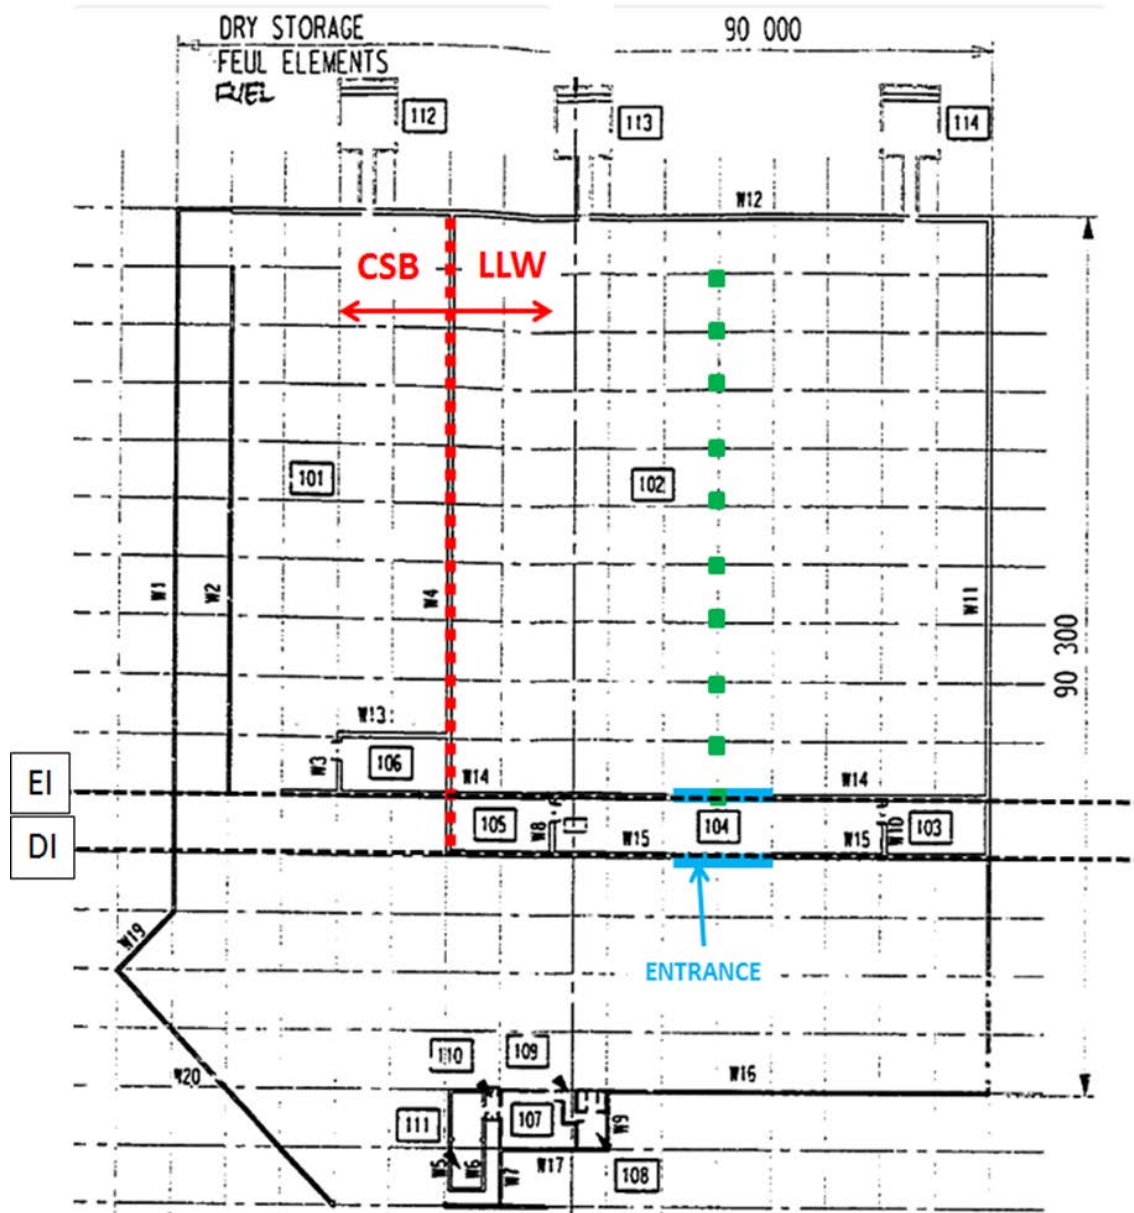 DRY STORAGE
90 000
FEUL ELEMENTS
FUEL
112
113
114
W12
CSB
LLW
101
102
W1
W2
W4
W11
90 300
W13
W3
106
EI
W14
W14
105
W8
W15
104
W15
W10
103
DI
W19
ENTRANCE
W20
110
109
W16
111
107
W9
W5
W6
W7
W17
108